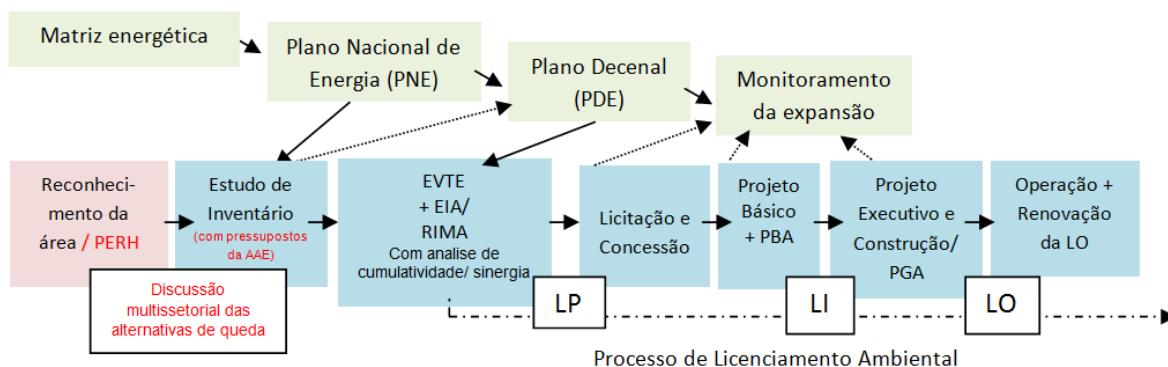 Matriz energética
Plano Nacional de
Energia (PNE)
Plano Decenal
(PDE)
Monitoramento
da expansão
Reconheci-
mento da
área / PERH
Estudo de
Inventário
(com pressupostos
da AAE)
EVTE
+ EIA/
RIMA
Com analise de
cumulatividade/ sinergia
Licitação e
Concessão
Projeto
Básico
+ PBA
Projeto
Executivo e
Construção/
PGA
Operação +
Renovação
da LO
Discussão
multissetorial das
alternativas de queda
LP
LI
LO
Processo de Licenciamento Ambiental